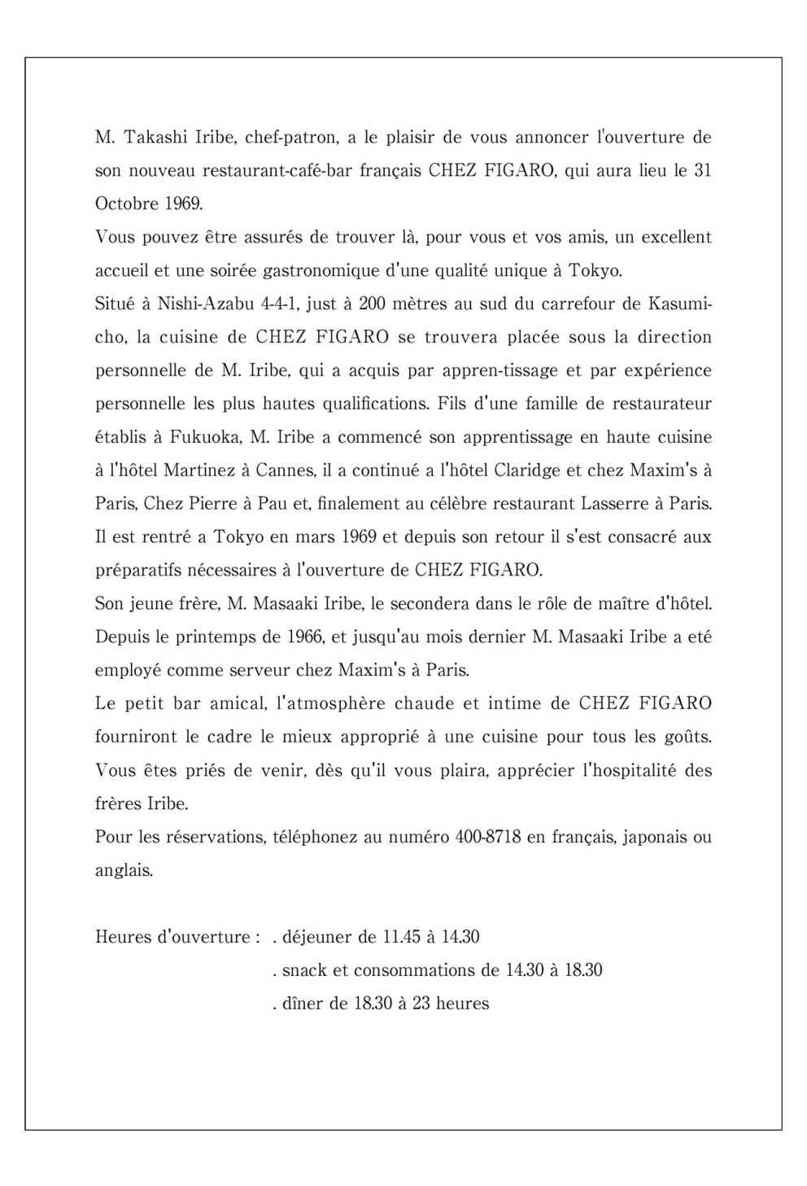 M. Takashi Iribe, chef-patron, a le plaisir de vous annoncer l'ouverture de
son nouveau restaurant-café-bar français CHEZ FIGARO, qui aura lieu le 31
Octobre 1969.
Vous pouvez être assurés de trouver là, pour vous et vos amis, un excellent
accueil et une soirée gastronomique d'une qualité unique à Tokyo.
Situé à Nishi-Azabu 4-4-1, just à 200 mètres au sud du carrefour de Kasumi-
cho, la cuisine de CHEZ FIGARO se trouvera placée sous la direction
personnelle de M. Iribe, qui a acquis par appren-tissage et par expérience
personnelle les plus hautes qualifications. Fils d'une famille de restaurateur
établis à Fukuoka, M. Iribe a commencé son apprentissage en haute cuisine
à l'hôtel Martinez à Cannes, il a continué a l'hôtel Claridge et chez Maxim's à
Paris, Chez Pierre à Pau et, finalement au célèbre restaurant Lasserre à Paris.
Il est rentré a Tokyo en mars 1969 et depuis son retour il s'est consacré aux
préparatifs nécessaires à l'ouverture de CHEZ FIGARO.
Son jeune frère, M. Masaaki Iribe, le secondera dans le rôle de maître d'hôtel.
Depuis le printemps de 1966, et jusqu'au mois dernier M. Masaaki Iribe a eté
employé comme serveur chez Maxim's à Paris.
Le petit bar amical, l'atmosphère chaude et intime de CHEZ FIGARO
fourniront le cadre le mieux approprié à une cuisine pour tous les goûts.
Vous êtes priés de venir, dès qu'il vous plaira, apprécier l'hospitalité des
frères Iribe.
Pour les réservations, téléphonez au numéro 400-8718 en français, japonais ou
anglais.
Heures d'ouverture : . déjeuner de 11.45 à 14.30
. snack et consommations de 14.30 à 18.30
. dîner de 18.30 à 23 heures